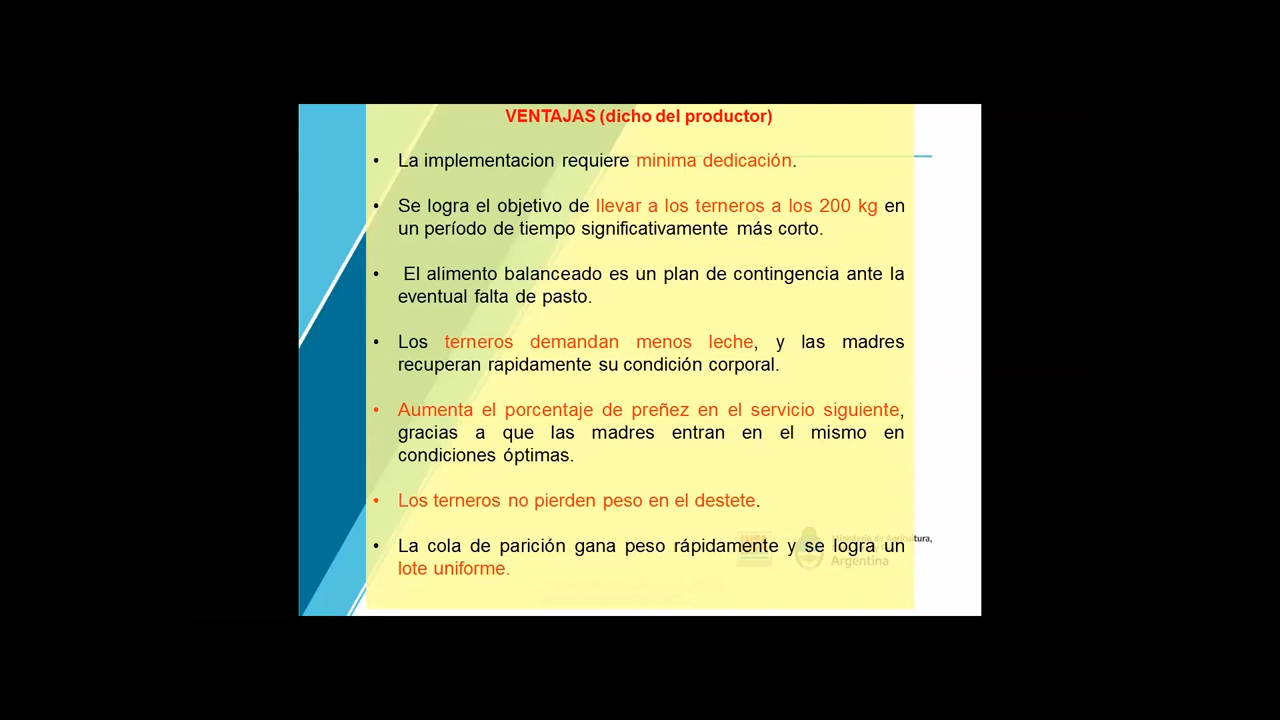 VENTAJAS (dicho del productor)
• La implementacion requiere minima dedicación.
• Se logra el objetivo de llevar a los terneros a los 200 kg en
un período de tiempo significativamente más corto.
• El alimento balanceado es un plan de contingencia ante la
eventual falta de pasto.
• Los terneros demandan menos leche, y las madres
recuperan rapidamente su condición corporal.
• Aumenta el porcentaje de preñez en el servicio siguiente,
gracias a que las madres entran en el mismo en
condiciones óptimas.
• Los terneros no pierden peso en el destete.
• La cola de parición gana peso rápidamente y se logra un
lote uniforme.
Ministerio de Agricultura,
Argentina